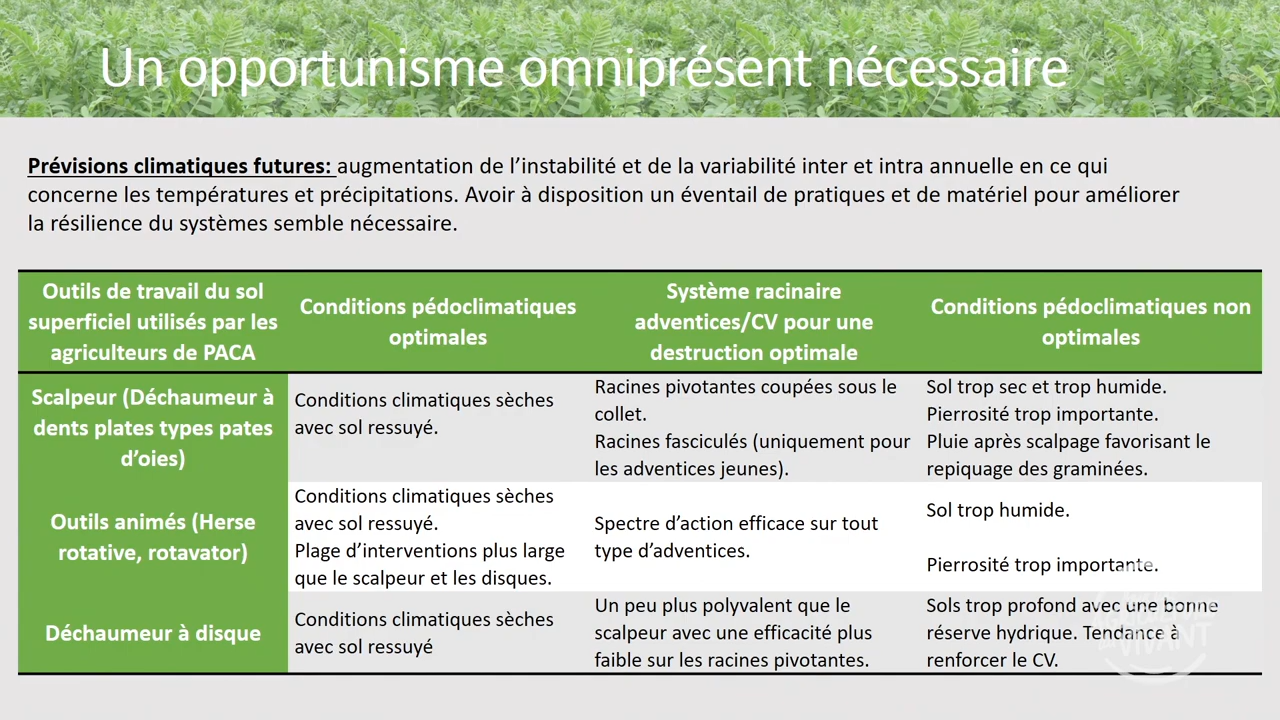 Un opportunisme omniprésent nécessaire
Prévisions climatiques futures: augmentation de l’instabilité et de la variabilité inter et intra annuelle en ce qui
concerne les températures et précipitations. Avoir à disposition un éventail de pratiques et de matériel pour améliorer
la résilience du systèmes semble nécessaire.
Outils de travail du sol
superficiel utilisés par les
agriculteurs de PACA
Conditions pédoclimatiques
optimales
Système racinaire
adventices/CV pour une
destruction optimale
Conditions pédoclimatiques non
optimales
Scalpeur (Déchaumeur à
dents plates types pates
d’oies)
Conditions climatiques sèches
avec sol ressuyé.
Racines pivotantes coupées sous le
collet.
Racines fasciculés (uniquement pour
les adventices jeunes).
Sol trop sec et trop humide.
Pierrosité trop importante.
Pluie après scalpage favorisant le
repiquage des graminées.
Outils animés (Herse
rotative, rotavator)
Conditions climatiques sèches
avec sol ressuyé.
Plage d’interventions plus large
que le scalpeur et les disques.
Spectre d’action efficace sur tout
type d’adventices.
Sol trop humide.
Pierrosité trop importante.
Déchaumeur à disque
Conditions climatiques sèches
avec sol ressuyé
Un peu plus polyvalent que le
scalpeur avec une efficacité plus
faible sur les racines pivotantes.
Sols trop profond avec une bonne
réserve hydrique. Tendance à
renforcer le CV.
VIVANT